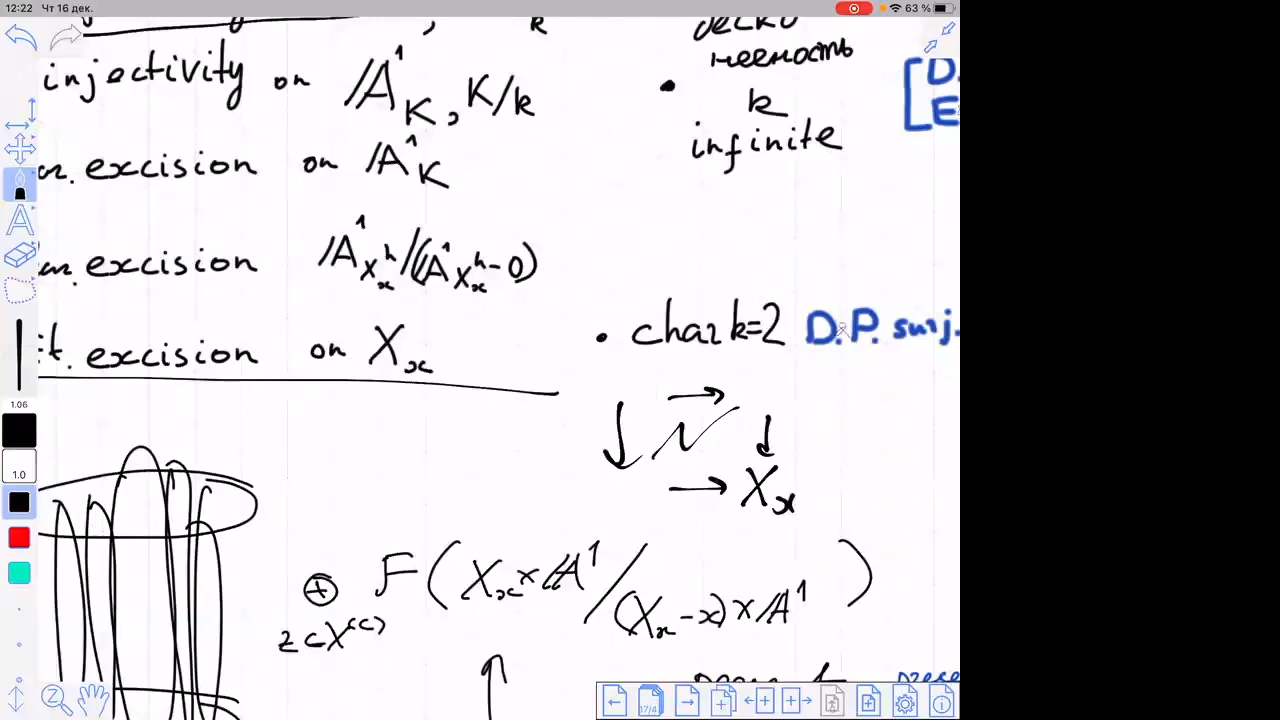 12:22 Чт 16 дек.
63 %
injectivity on 𝔸¹_K, K/k
excision on 𝔸¹_K
excision 𝔸¹_{X_x^h}/(𝔸¹_{X_x^h}-0)
excision on X_x
нечность
• k
infinite
[D.
E
• char k=2 D.P. surj.
↓ → ↓
→ X_x
⊕ F(X_x×𝔸¹/(X_x-x)×𝔸¹)
z⊂X^{(c)}
↑
1.06
1.0
A
Z
17/4